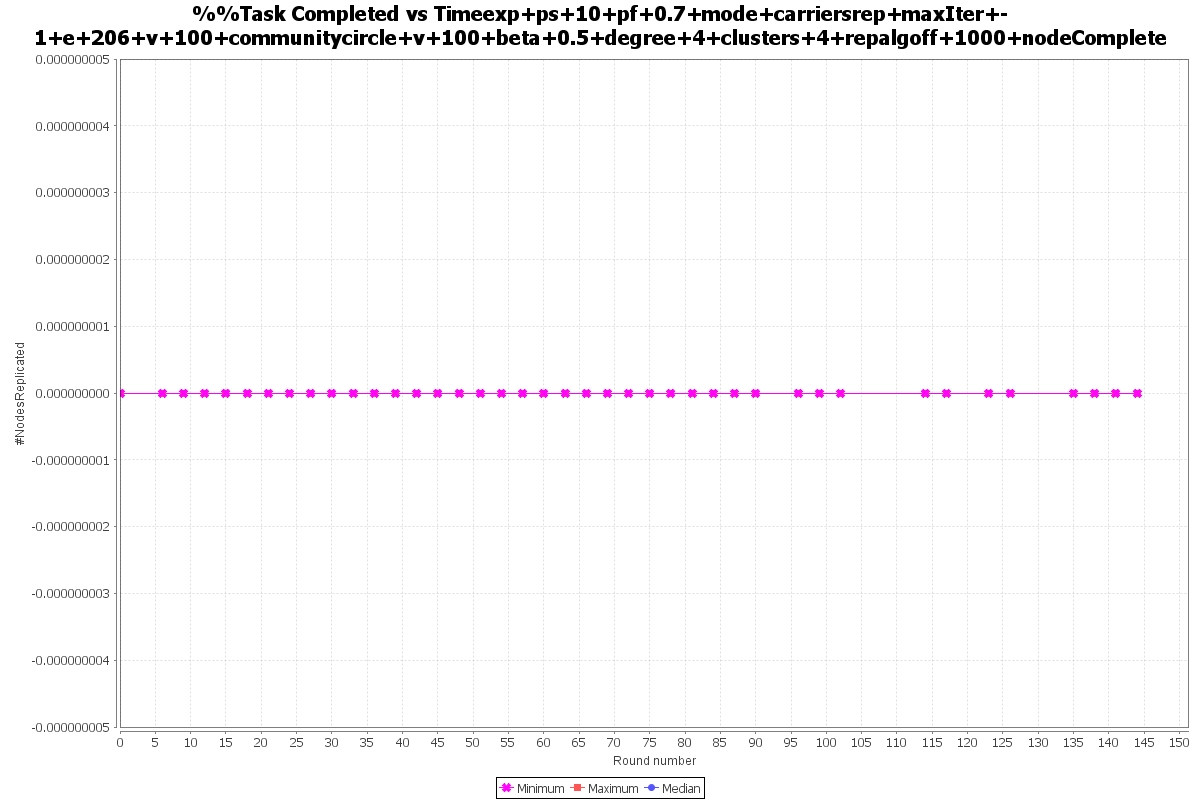 %%Task Completed vs Timeexp+ps+10+pf+0.7+mode+carriersrep+maxIter+-
1+e+206+v+100+communitycircle+v+100+beta+0.5+degree+4+clusters+4+repalgoff+1000+nodeComplete
#NodesReplicated
0.000000005
0.000000004
0.000000003
0.000000002
0.000000001
0.000000000
-0.000000001
-0.000000002
-0.000000003
-0.000000004
-0.000000005
0 5 10 15 20 25 30 35 40 45 50 55 60 65 70 75 80 85 90 95 100 105 110 115 120 125 130 135 140 145 150
Round number
Minimum Maximum Median